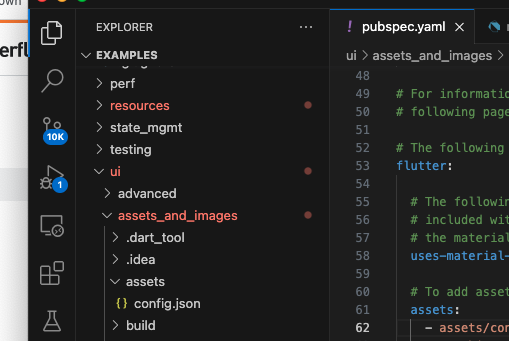 own
EXPLORER
···
! pubspec.yaml ×
EXAMPLES
ui > assets_and_images >
perf
resources
state_mgmt
testing
ui
advanced
assets_and_images
.dart_tool
.idea
assets
{} config.json
build
10K
1
48
49 # For informatio
50 # following page
51
52 # The following
53 flutter:
54
55 # The followin
56 # included wit
57 # the material
58 uses-material-
59
60 # To add asset
61 assets:
62 - assets/con
erfl